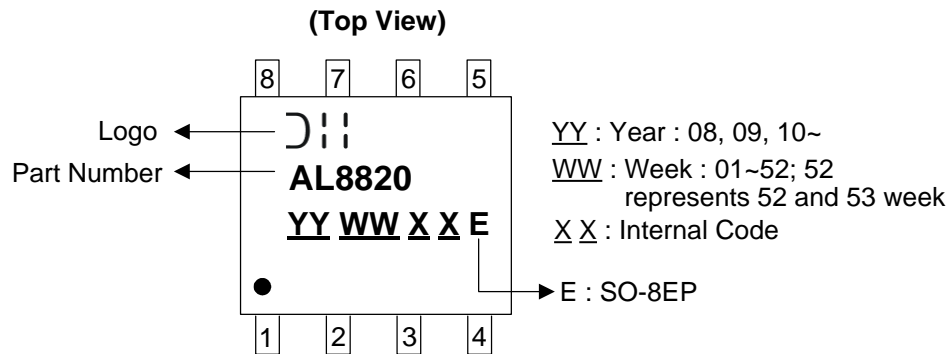 (Top View)
8 7 6 5
Logo
Part Number
AL8820
YY WW X X E
YY : Year : 08, 09, 10~
WW : Week : 01~52; 52
represents 52 and 53 week
X X : Internal Code
E : SO-8EP
1 2 3 4